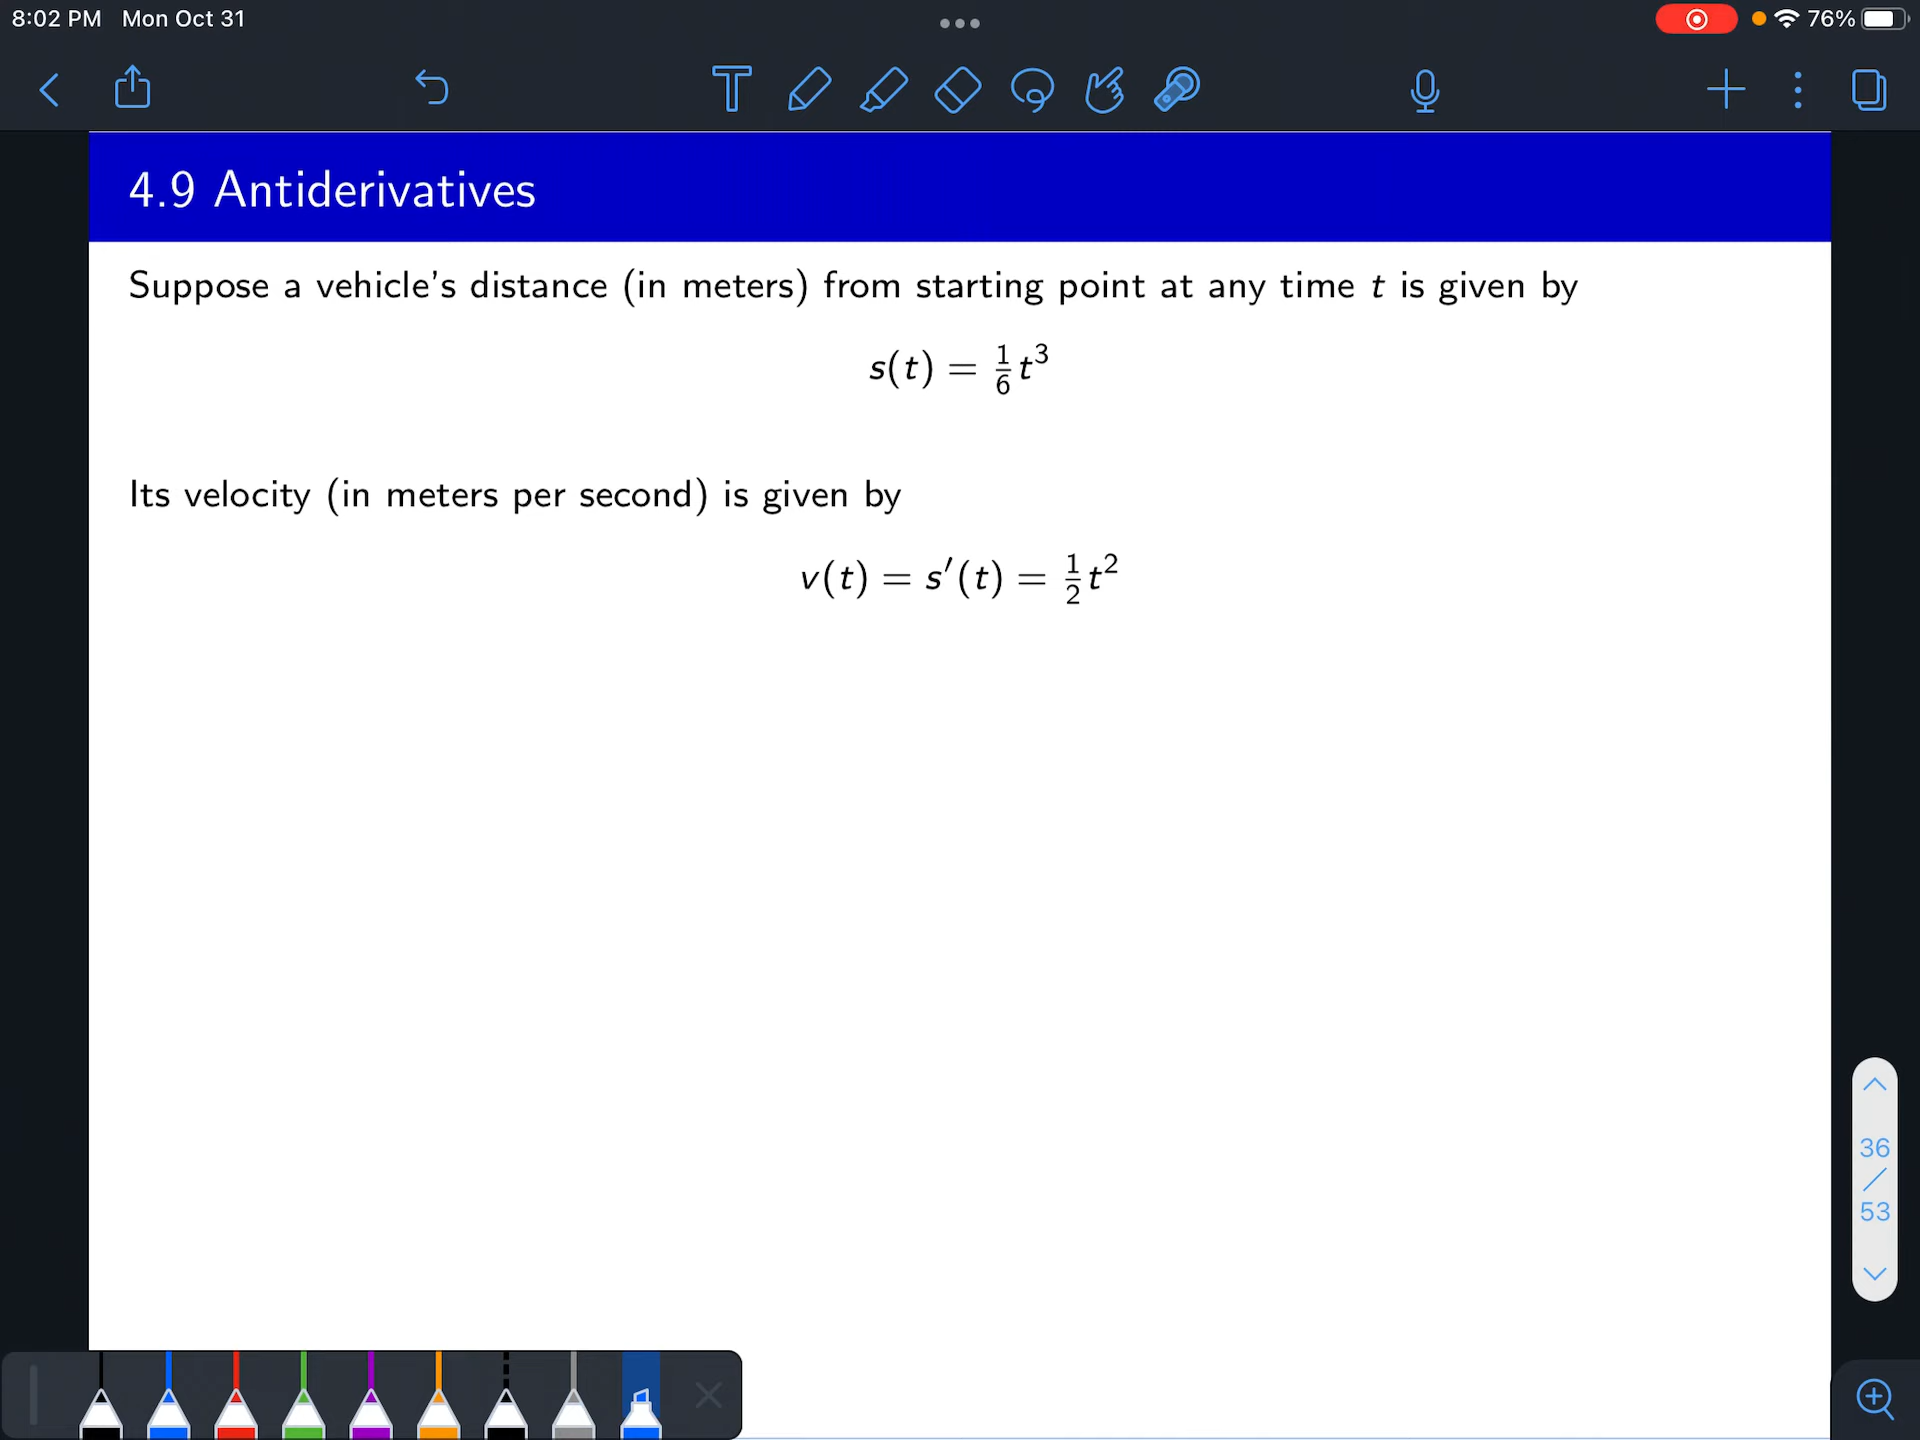 8:02 PM Mon Oct 31
76%
4.9 Antiderivatives
Suppose a vehicle's distance (in meters) from starting point at any time t is given by
s(t) = 1/6 t³
Its velocity (in meters per second) is given by
v(t) = s′(t) = 1/2 t²
36
/
53